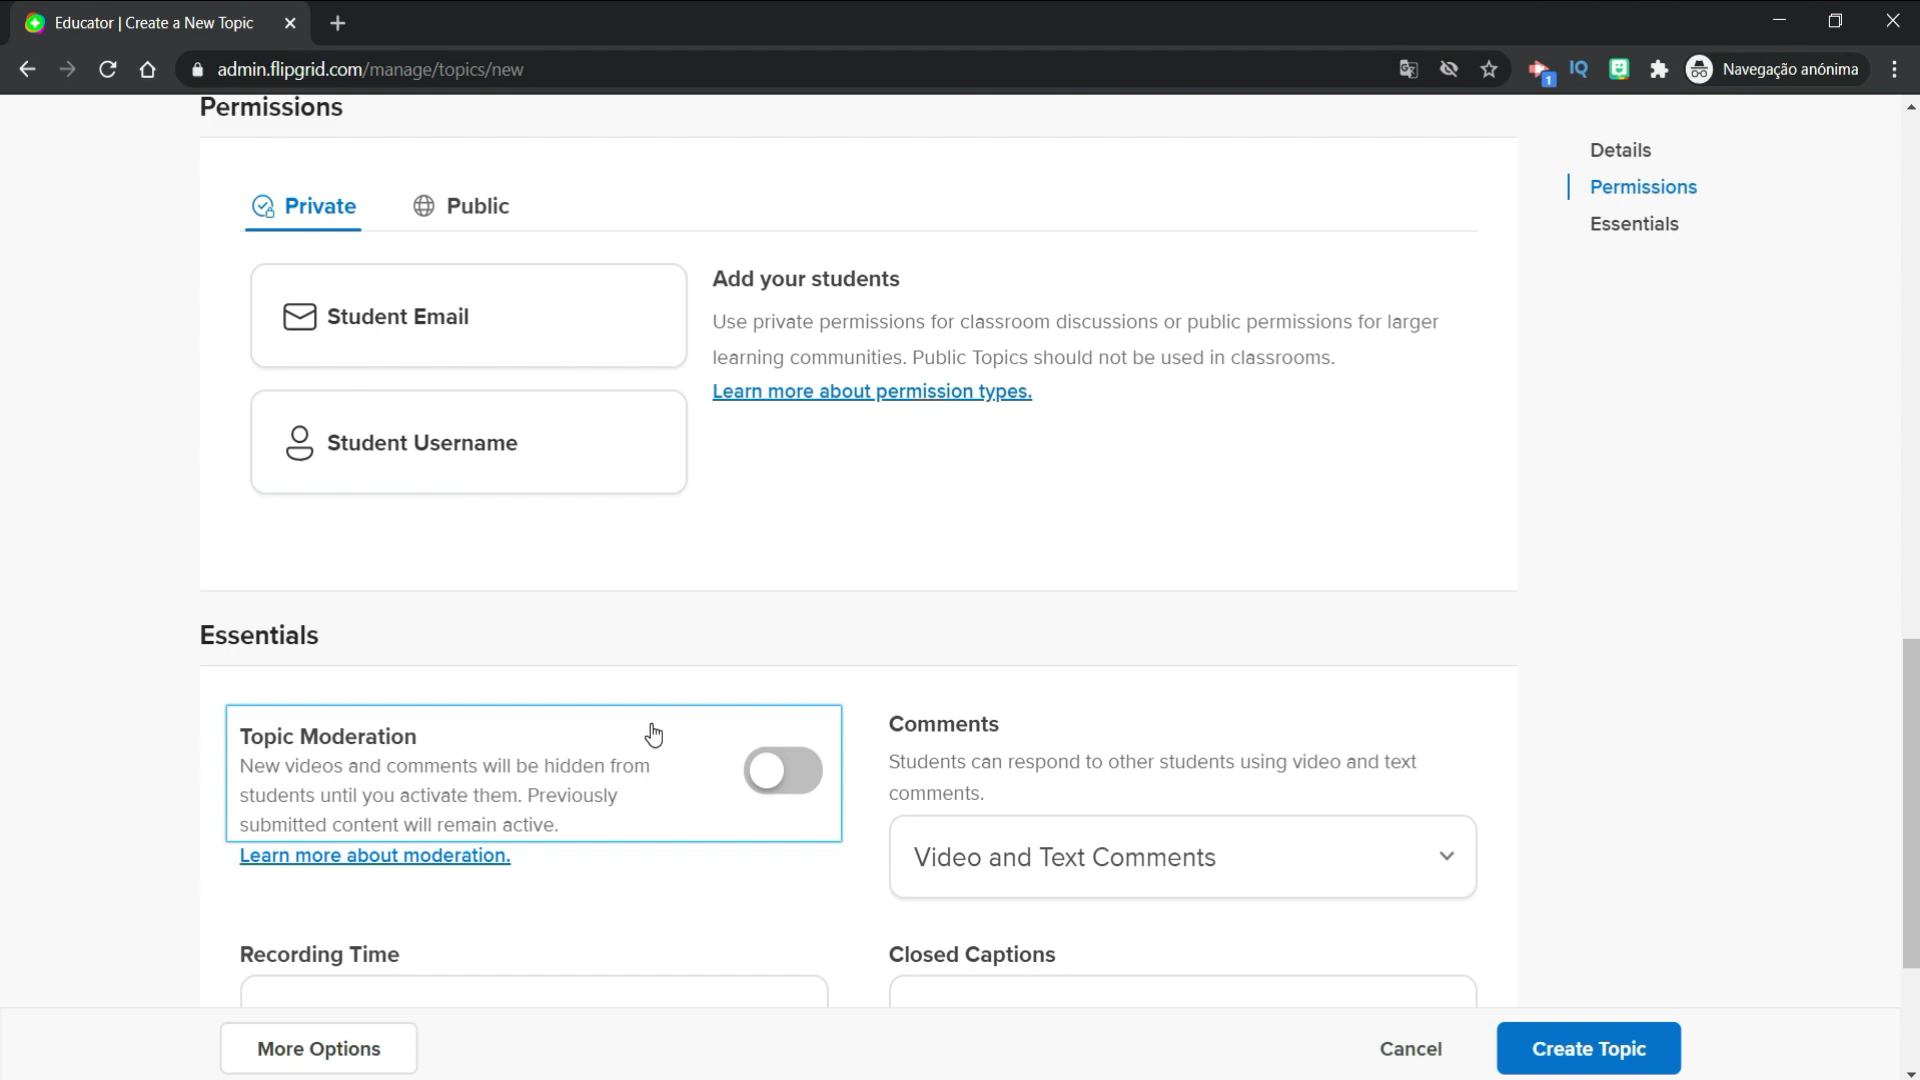 Educator | Create a New Topic
admin.flipgrid.com/manage/topics/new
1
IQ
Navegação anónima
Permissions
Details
Permissions
Essentials
Private
Public
Student Email
Student Username
Add your students
Use private permissions for classroom discussions or public permissions for larger
learning communities. Public Topics should not be used in classrooms.
Learn more about permission types.
Essentials
Topic Moderation
New videos and comments will be hidden from
students until you activate them. Previously
submitted content will remain active.
Learn more about moderation.
Comments
Students can respond to other students using video and text
comments.
Video and Text Comments
Recording Time
Closed Captions
More Options
Cancel
Create Topic